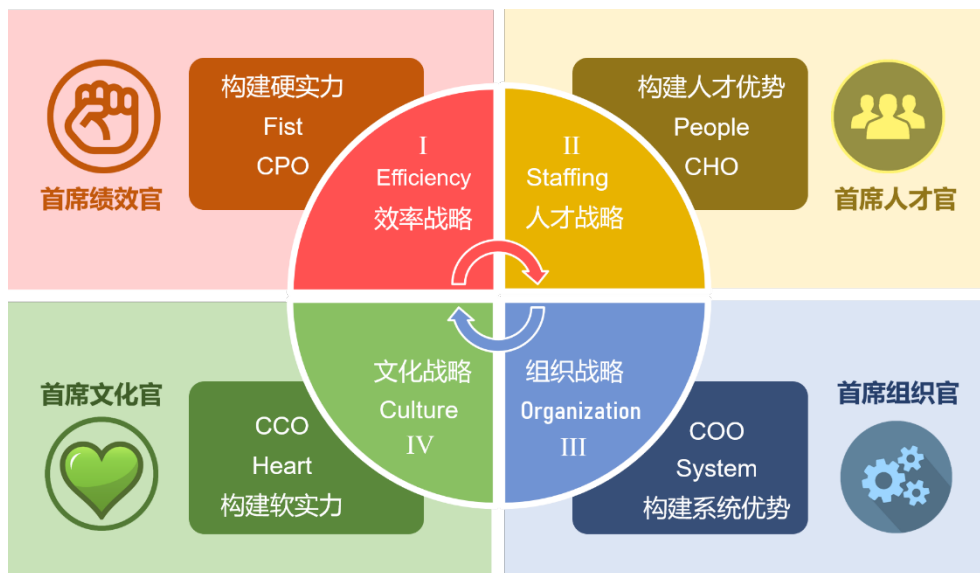 构建硬实力
Fist
CPO
首席绩效官
I
Efficiency
效率战略
II
Staffing
人才战略
构建人才优势
People
CHO
首席人才官
首席文化官
CCO
Heart
构建软实力
文化战略
Culture
IV
组织战略
Organization
III
COO
System
构建系统优势
首席组织官